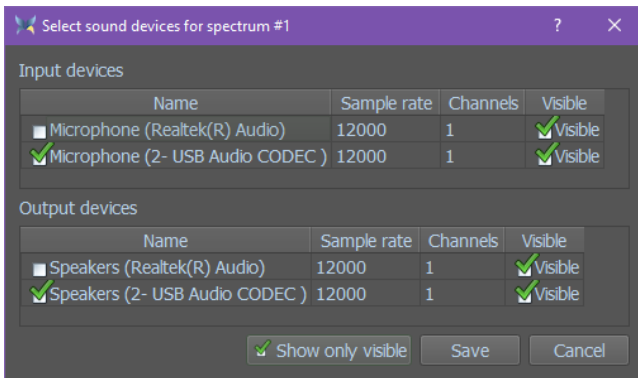 Select sound devices for spectrum #1 ? ×
Input devices
Name Sample rate Channels Visible
Microphone (Realtek(R) Audio) 12000 1 Visible
Microphone (2- USB Audio CODEC ) 12000 1 Visible
Output devices
Name Sample rate Channels Visible
Speakers (Realtek(R) Audio) 12000 1 Visible
Speakers (2- USB Audio CODEC ) 12000 1 Visible
Show only visible Save Cancel